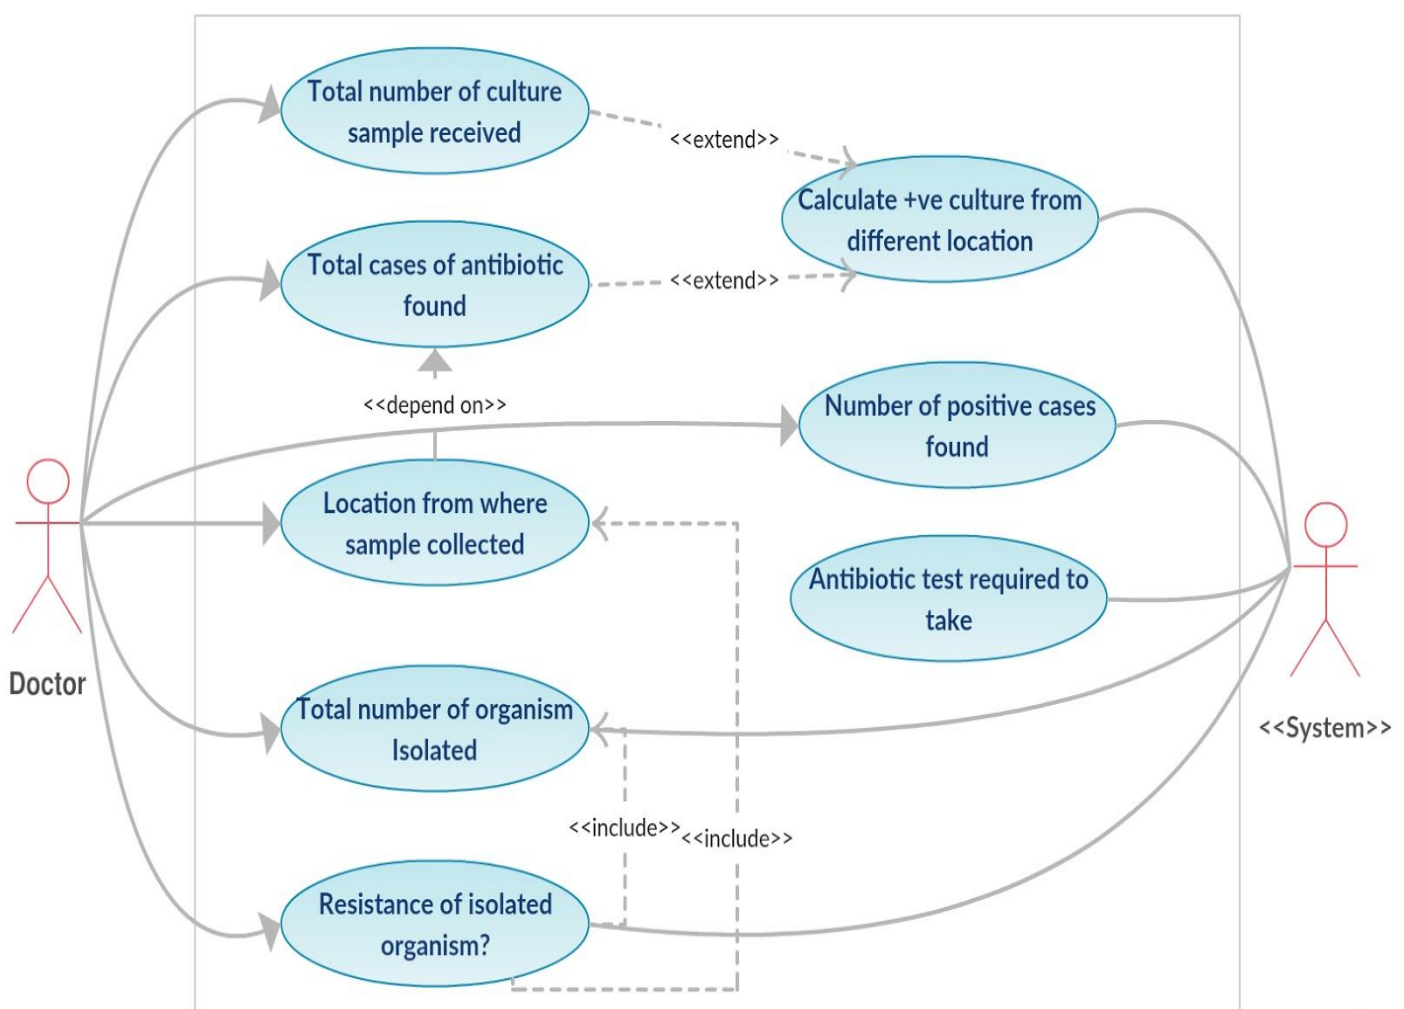 Total number of culture
sample received
<<extend>>
Calculate +ve culture from
different location
Total cases of antibiotic
found
<<extend>>
<<depend on>>
Number of positive cases
found
Location from where
sample collected
Antibiotic test required to
take
Doctor
Total number of organism
Isolated
<<System>>
<<include>>
<<include>>
Resistance of isolated
organism?